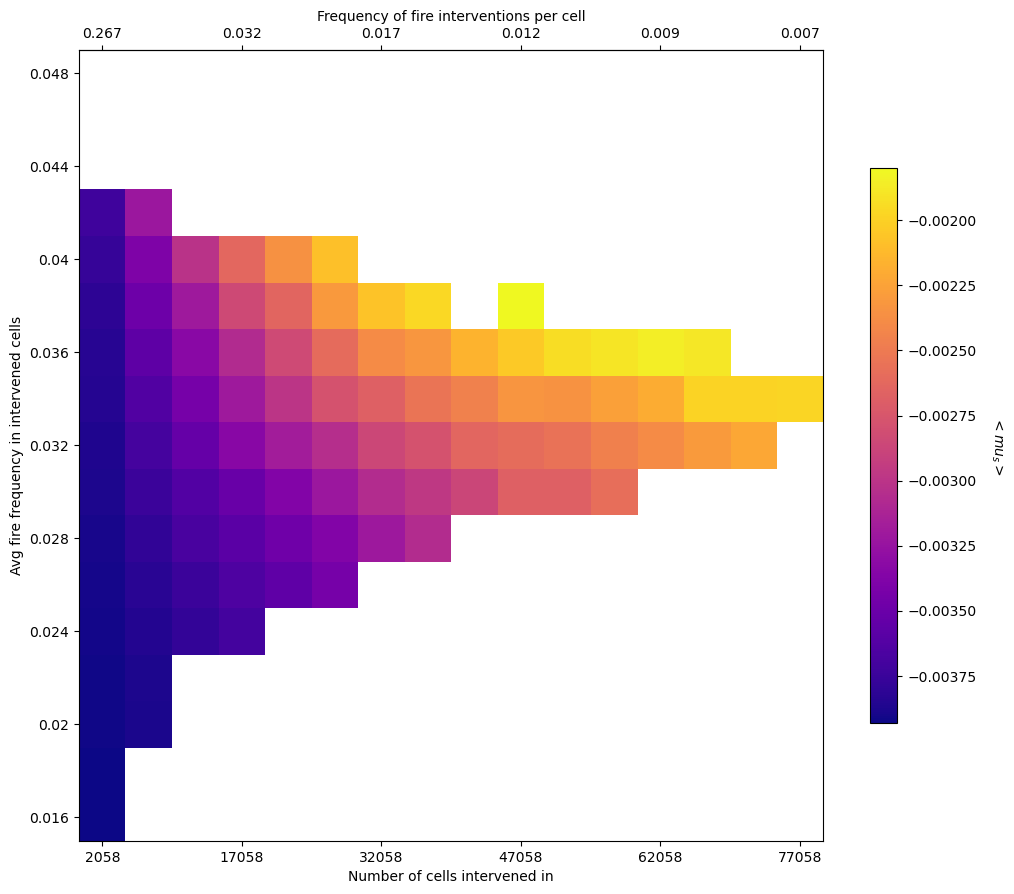 Frequency of fire interventions per cell
0.267 0.032 0.017 0.012 0.009 0.007
0.048
0.044
0.04
0.036
0.032
0.028
0.024
0.02
0.016
Avg fire frequency in intervened cells
2058 17058 32058 47058 62058 77058
Number of cells intervened in
−0.00200
−0.00225
−0.00250
−0.00275
−0.00300
−0.00325
−0.00350
−0.00375
< mu_s >